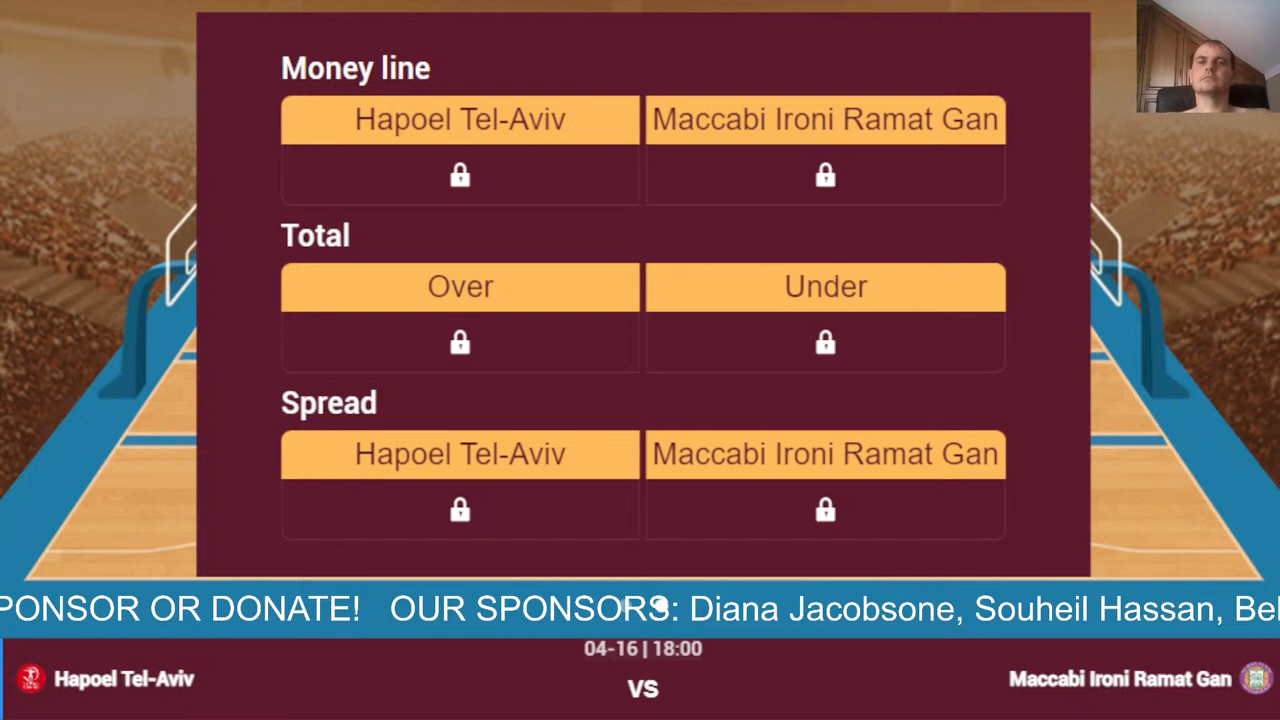 Money line
Hapoel Tel-Aviv
Maccabi Ironi Ramat Gan
Total
Over
Under
Spread
Hapoel Tel-Aviv
Maccabi Ironi Ramat Gan
PONSOR OR DONATE! OUR SPONSORS: Diana Jacobsone, Souheil Hassan, Bel
04-16 | 18:00
Hapoel Tel-Aviv
VS
Maccabi Ironi Ramat Gan